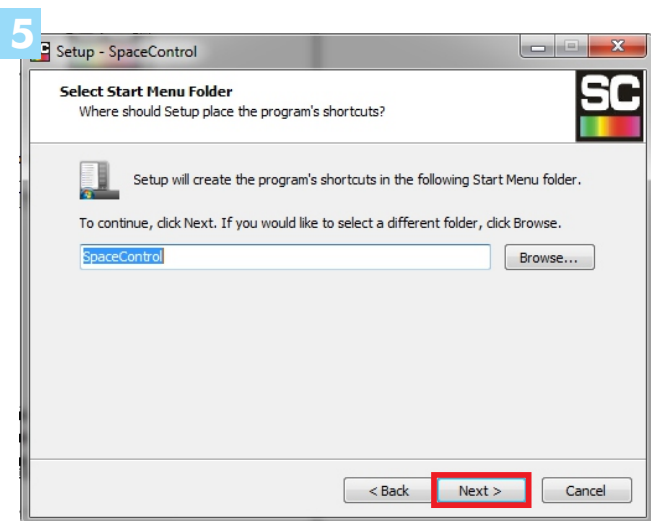 5
Setup - SpaceControl
Select Start Menu Folder
Where should Setup place the program's shortcuts?
SC
Setup will create the program's shortcuts in the following Start Menu folder.
To continue, click Next. If you would like to select a different folder, click Browse.
SpaceControl
Browse...
< Back
Next >
Cancel